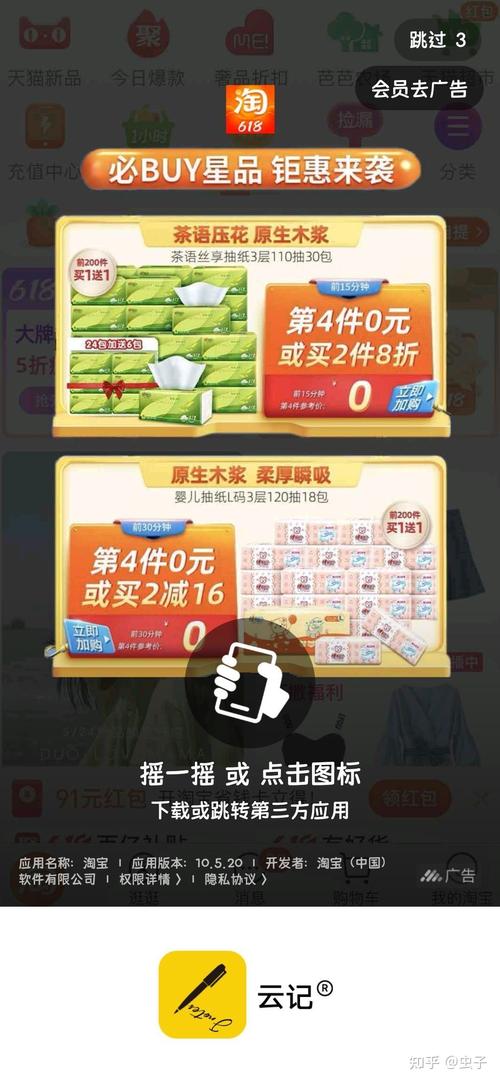 红包
跳过 3
天猫新品
今日爆款
奢品折扣
芭芭农场
会员去广告
ME!
淘
618
1小时
捡漏
充值中心
分类
必BUY星品 钜惠来袭
茶语压花 原生木浆
茶语丝享抽纸3层110抽30包
前200件
买1送1
前15分钟
第4件0元
或买2件8折
24包加送6包
前15分钟
第4件参考价:
0
立即
加购
618
大牌
5折
原生木浆 柔厚瞬吸
婴儿抽纸L码3层120抽18包
前30分钟
第4件0元
或买2减16
前200件
买1送1
立即
加购
前30分钟
第4件参考价:
0
播中
摇一摇 或 点击图标
下载或跳转第三方应用
91元红包
领红包
应用名称:淘宝 | 应用版本:10.5.20 | 开发者:淘宝(中国)
软件有限公司 | 权限详情 〉 | 隐私协议 〉
广告
逛逛
消息
购物车
我的淘宝
notes
云记®
知乎 @虫子